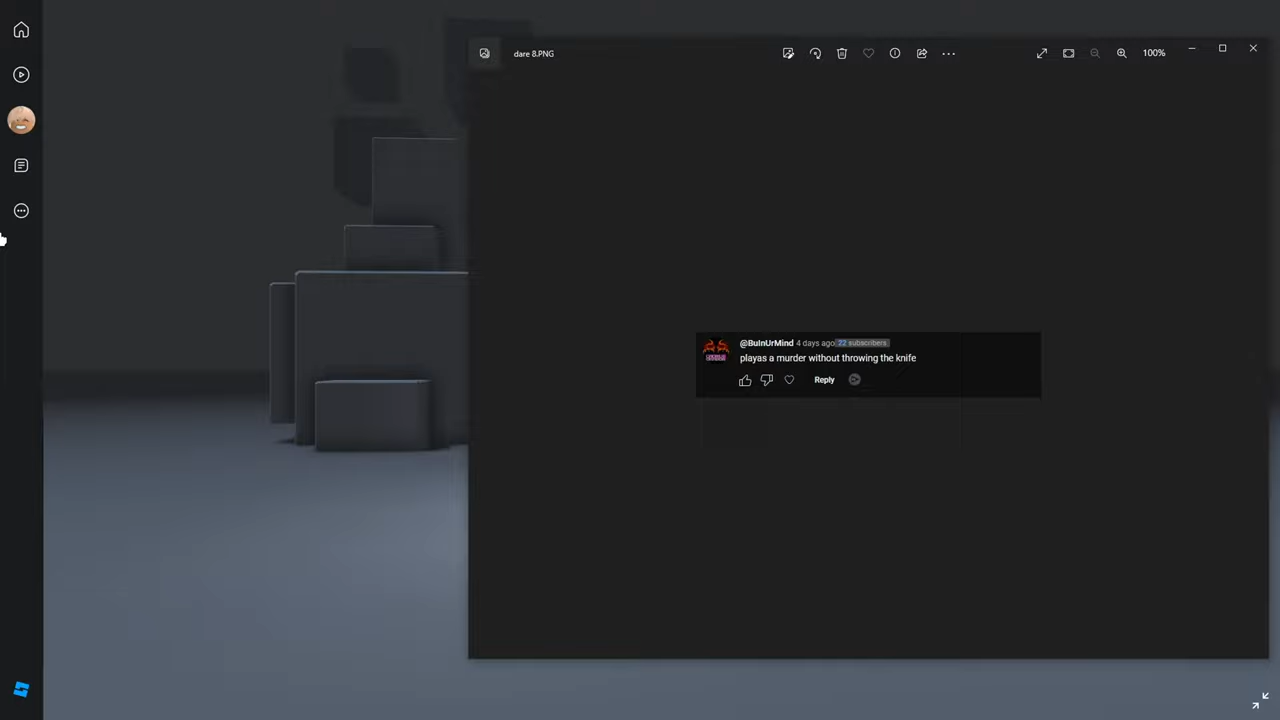 dare 8.PNG
100%
@BuInUrMind 4 days ago 22 subscribers
playas a murder without throwing the knife
Reply